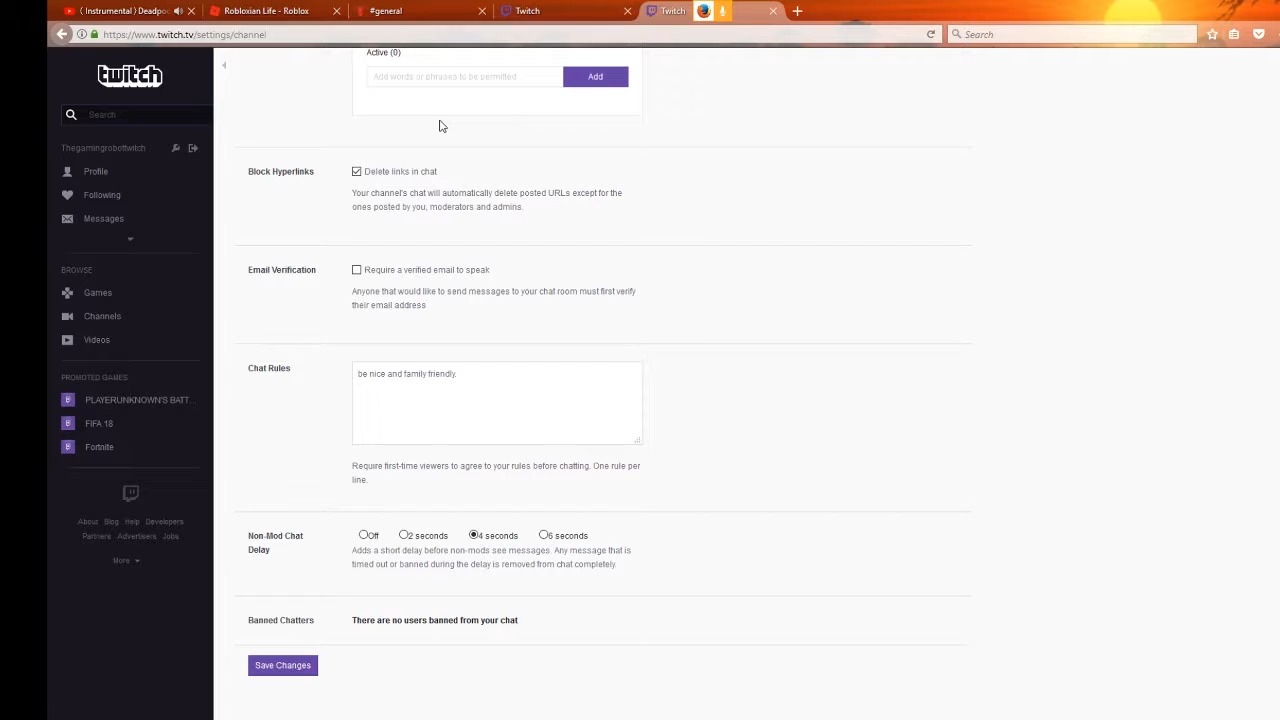 ( Instrumental ) Deadpoo
Robloxian Life - Roblox
#general
Twitch
Twitch
https://www.twitch.tv/settings/channel
Search
twitch
Search
Thegamingrobottwitch
Profile
Following
Messages
BROWSE
Games
Channels
Videos
PROMOTED GAMES
PLAYERUNKNOWN'S BATT...
FIFA 18
Fortnite
About Blog Help Developers
Partners Advertisers Jobs
More
Active (0)
Add words or phrases to be permitted
Add
Block Hyperlinks
Delete links in chat
Your channel's chat will automatically delete posted URLs except for the
ones posted by you, moderators and admins.
Email Verification
Require a verified email to speak
Anyone that would like to send messages to your chat room must first verify
their email address
Chat Rules
be nice and family friendly.
Require first-time viewers to agree to your rules before chatting. One rule per
line.
Non-Mod Chat
Delay
Off 2 seconds 4 seconds 6 seconds
Adds a short delay before non-mods see messages. Any message that is
timed out or banned during the delay is removed from chat completely.
Banned Chatters
There are no users banned from your chat
Save Changes